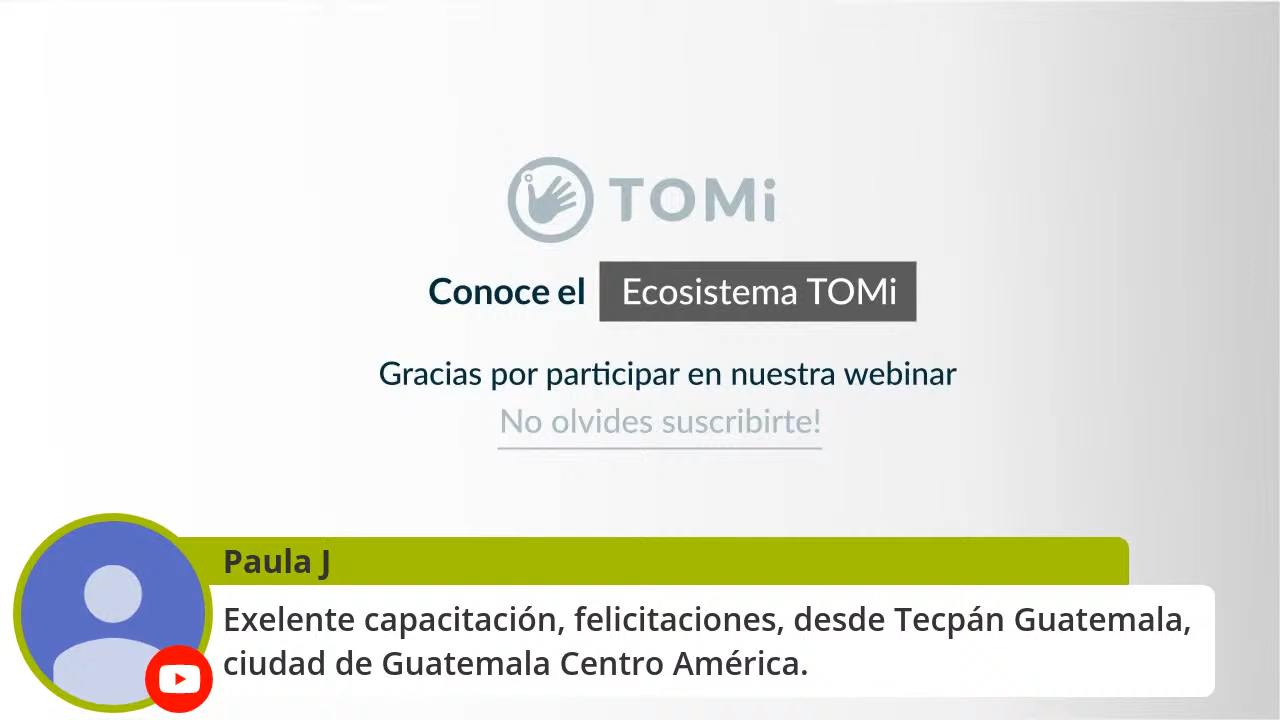 TOMi
Conoce el Ecosistema TOMi
Gracias por participar en nuestra webinar
No olvides suscribirte!
Paula J
Exelente capacitación, felicitaciones, desde Tecpán Guatemala,
ciudad de Guatemala Centro América.